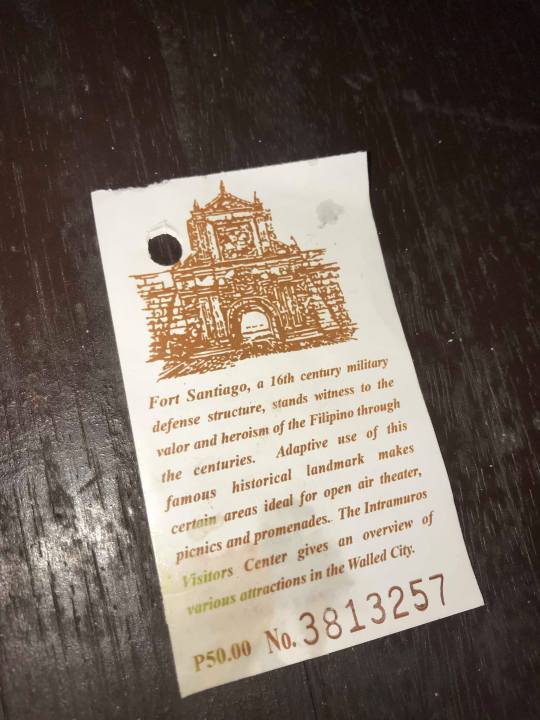 Fort Santiago, a 16th century military
defense structure, stands witness to the
valor and heroism of the Filipino through
the centuries. Adaptive use of this
famous historical landmark makes
certain areas ideal for open air theater,
picnics and promenades. The Intramuros
Visitors Center gives an overview of
various attractions in the Walled City.
P50.00 No. 3813257